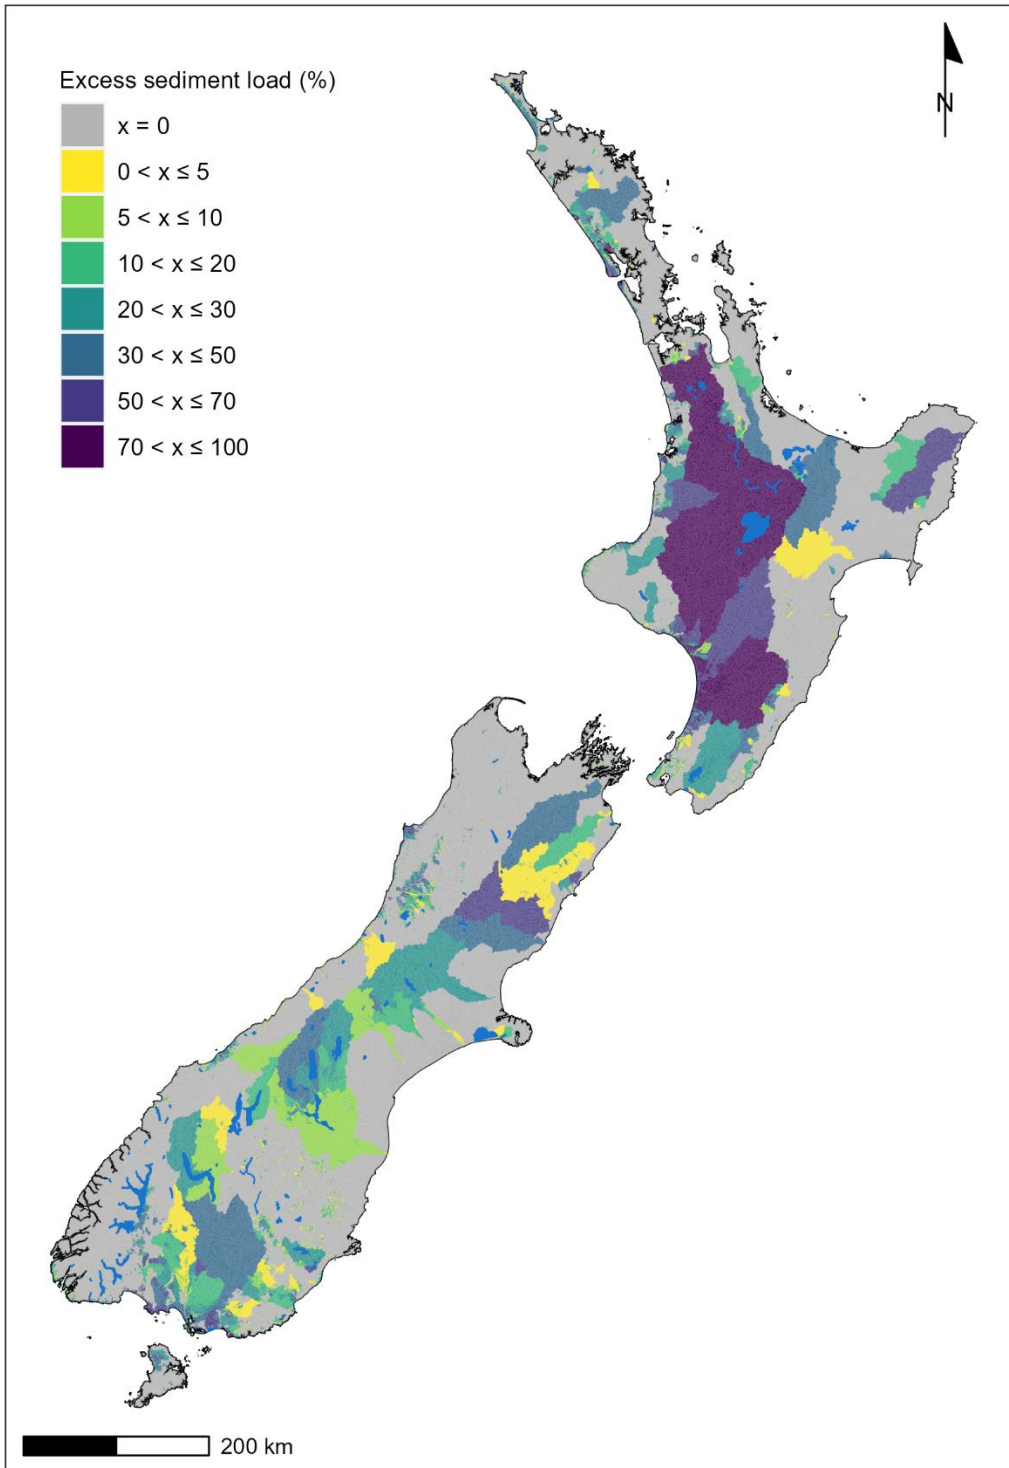 Excess sediment load (%)
x = 0
0 < x ≤ 5
5 < x ≤ 10
10 < x ≤ 20
20 < x ≤ 30
30 < x ≤ 50
50 < x ≤ 70
70 < x ≤ 100
N
200 km